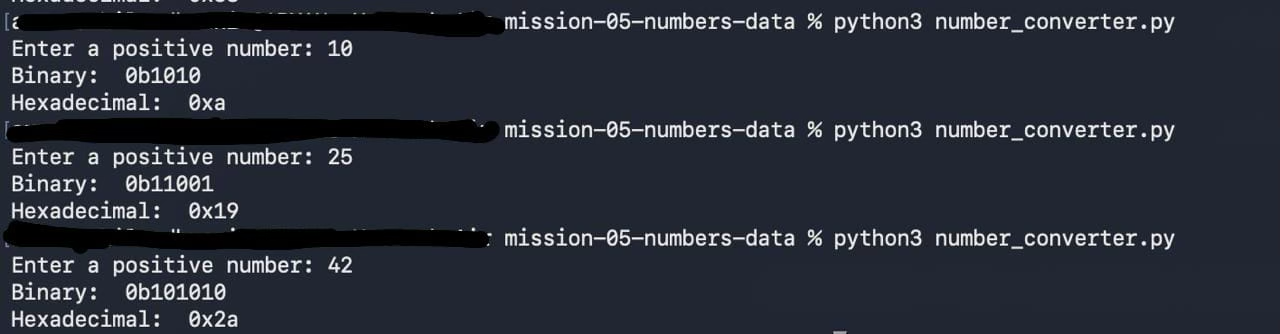 mission-05-numbers-data % python3 number_converter.py
Enter a positive number: 10
Binary:  0b1010
Hexadecimal:  0xa
mission-05-numbers-data % python3 number_converter.py
Enter a positive number: 25
Binary:  0b11001
Hexadecimal:  0x19
mission-05-numbers-data % python3 number_converter.py
Enter a positive number: 42
Binary:  0b101010
Hexadecimal:  0x2a